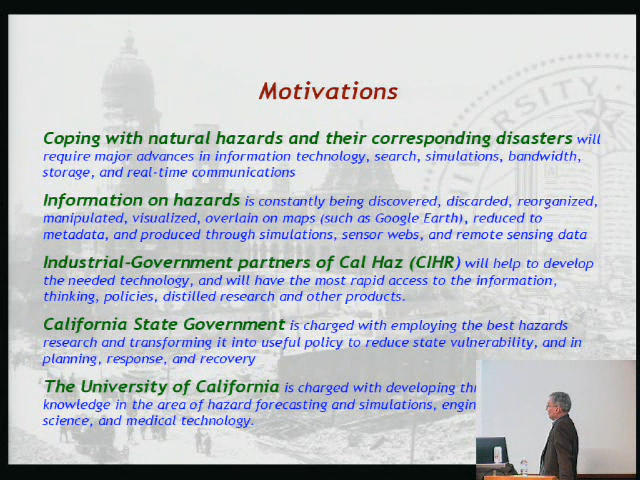 Motivations
Coping with natural hazards and their corresponding disasters will
require major advances in information technology, search, simulations, bandwidth,
storage, and real-time communications
Information on hazards is constantly being discovered, discarded, reorganized,
manipulated, visualized, overlain on maps (such as Google Earth), reduced to
metadata, and produced through simulations, sensor webs, and remote sensing data
Industrial-Government partners of Cal Haz (CIHR) will help to develop
the needed technology, and will have the most rapid access to the information,
thinking, policies, distilled research and other products.
California State Government is charged with employing the best hazards
research and transforming it into useful policy to reduce state vulnerability, and in
planning, response, and recovery
The University of California is charged with developing
knowledge in the area of hazard forecasting and simulations,
science, and medical technology.